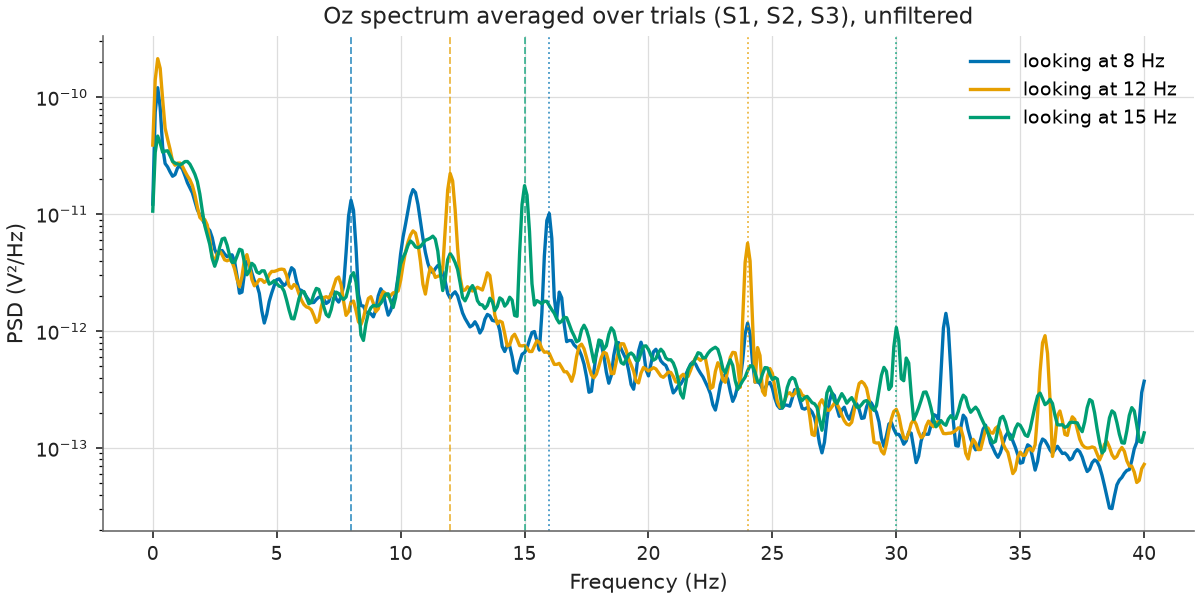 Oz spectrum averaged over trials (S1, S2, S3), unfiltered
looking at 8 Hz
looking at 12 Hz
looking at 15 Hz
10⁻¹⁰
10⁻¹¹
10⁻¹²
10⁻¹³
PSD (V²/Hz)
0 5 10 15 20 25 30 35 40
Frequency (Hz)